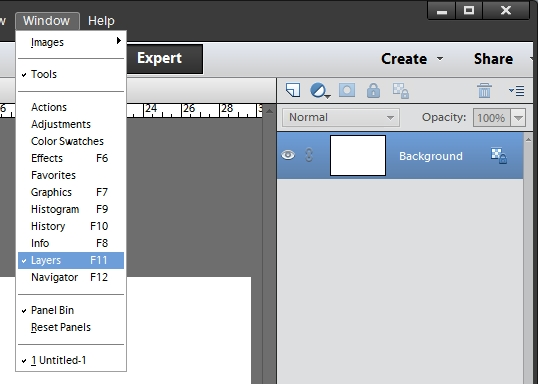 Window Help
Images
Tools
Actions
Adjustments
Color Swatches
Effects F6
Favorites
Graphics F7
Histogram F9
History F10
Info F8
Layers F11
Navigator F12
Panel Bin
Reset Panels
1 Untitled-1
Expert
Create
Share
24 26 28
Normal
Opacity: 100%
Background